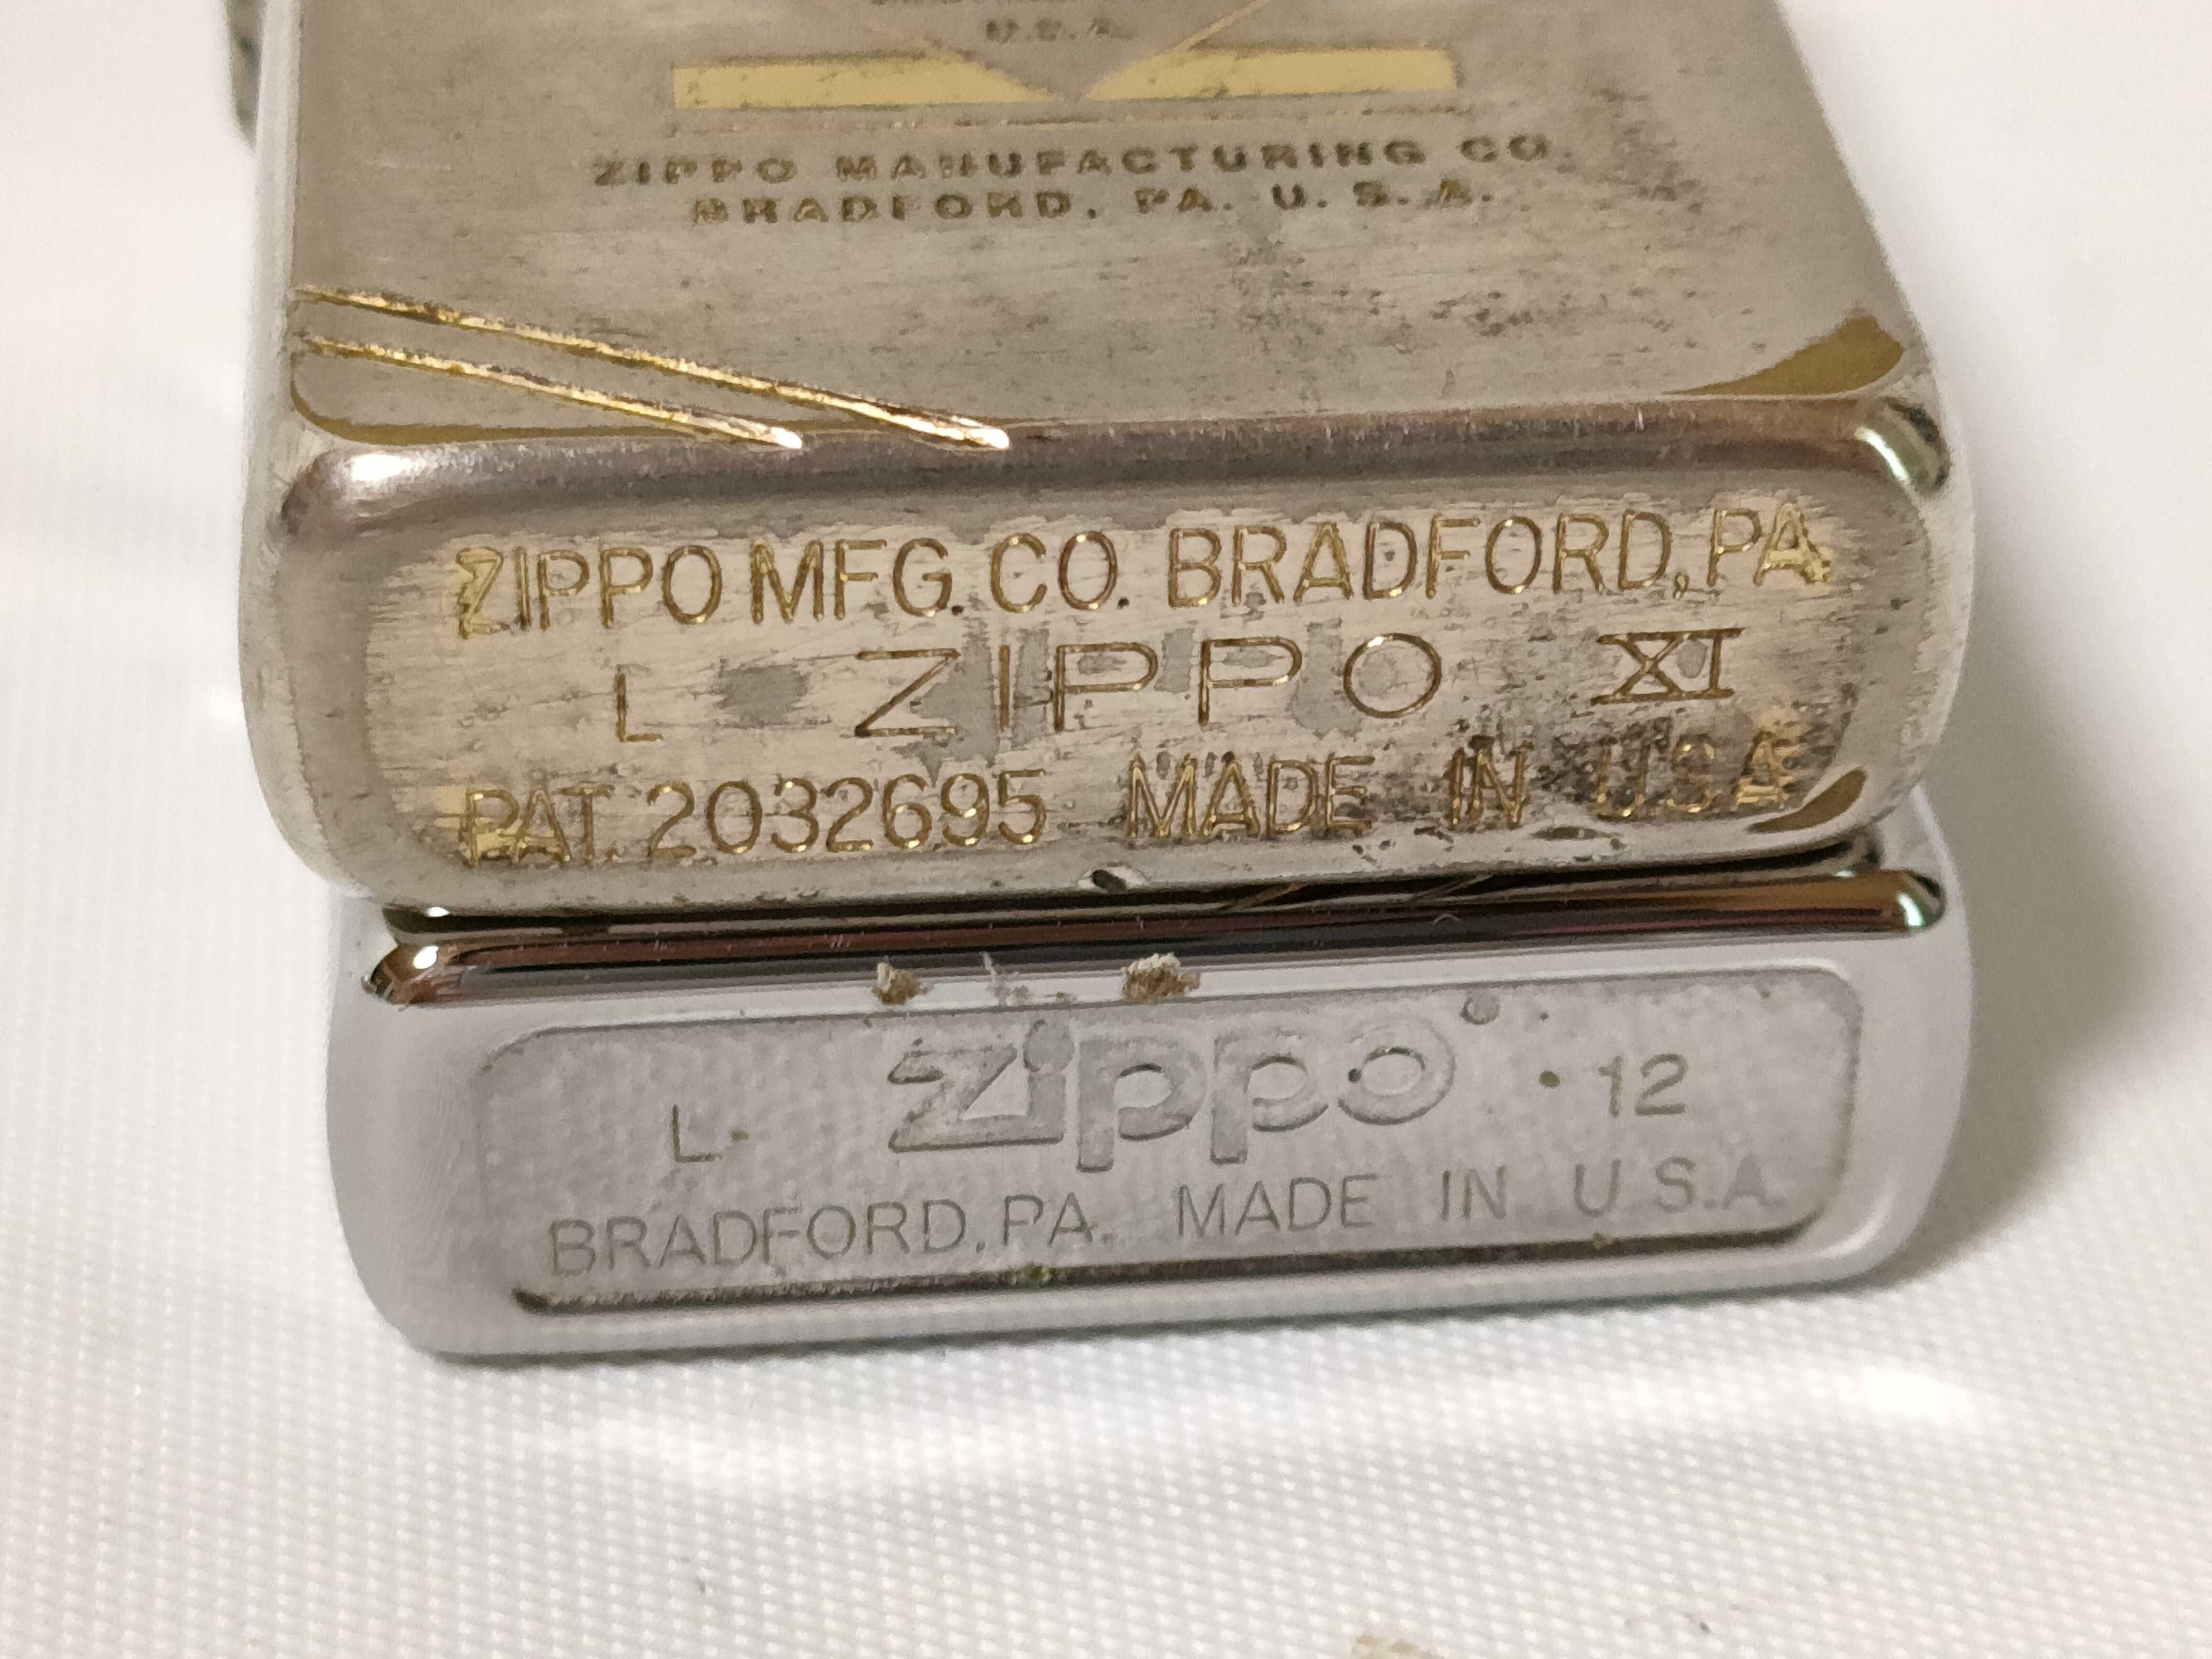 U.S.A.
ZIPPO MANUFACTURING CO
BRADFORD, PA. U. S. A.
ZIPPO MFG. CO. BRADFORD, PA.
L ZIPPO XI
PAT. 2032695 MADE IN USA
L zippo 12
BRADFORD, PA. MADE IN U.S.A.